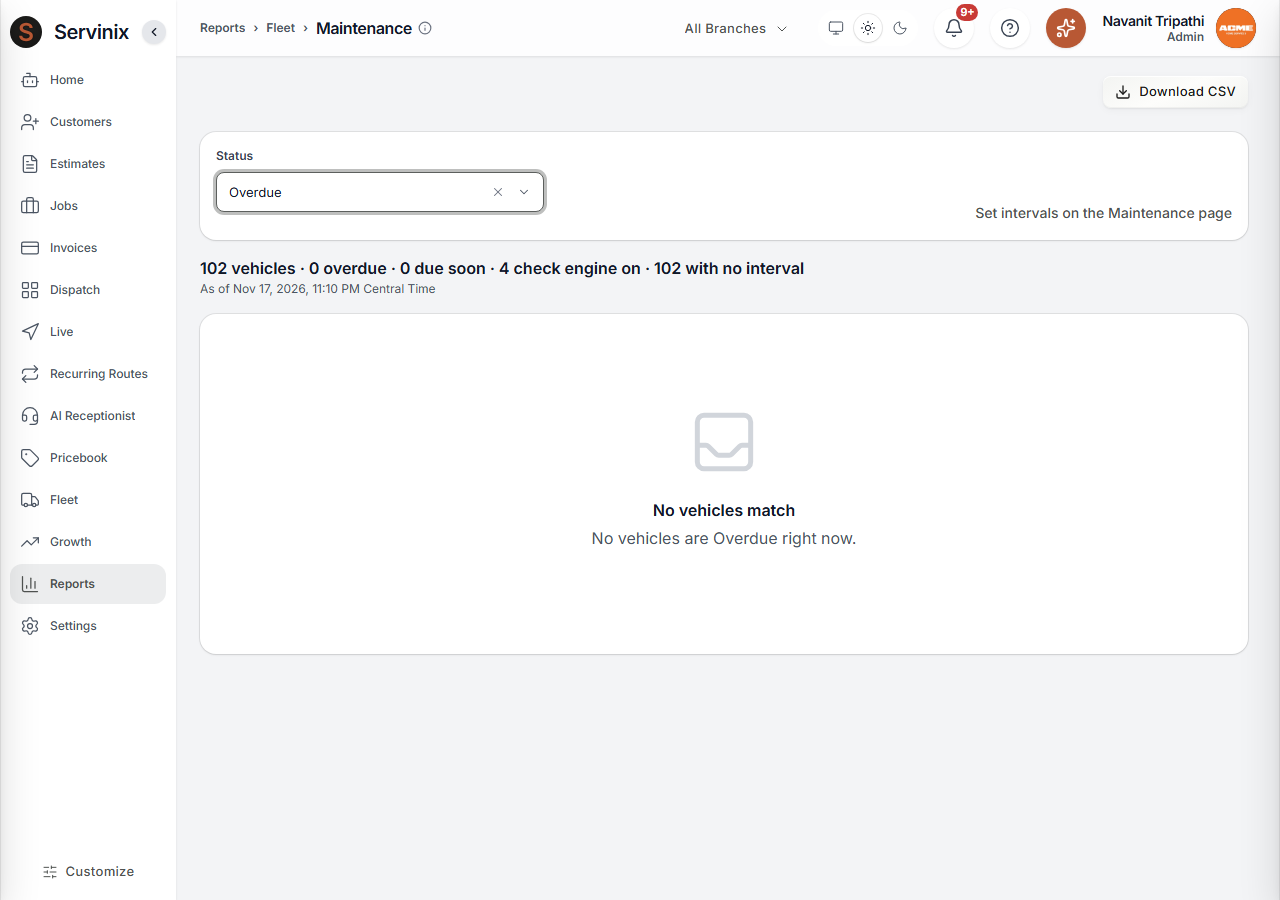 S Servinix
Reports › Fleet › Maintenance
All Branches
9+
Navanit Tripathi
Admin
ACME
Home
Customers
Estimates
Jobs
Invoices
Dispatch
Live
Recurring Routes
AI Receptionist
Pricebook
Fleet
Growth
Reports
Settings
Customize
Download CSV
Status
Overdue
Set intervals on the Maintenance page
102 vehicles · 0 overdue · 0 due soon · 4 check engine on · 102 with no interval
As of Nov 17, 2026, 11:10 PM Central Time
No vehicles match
No vehicles are Overdue right now.